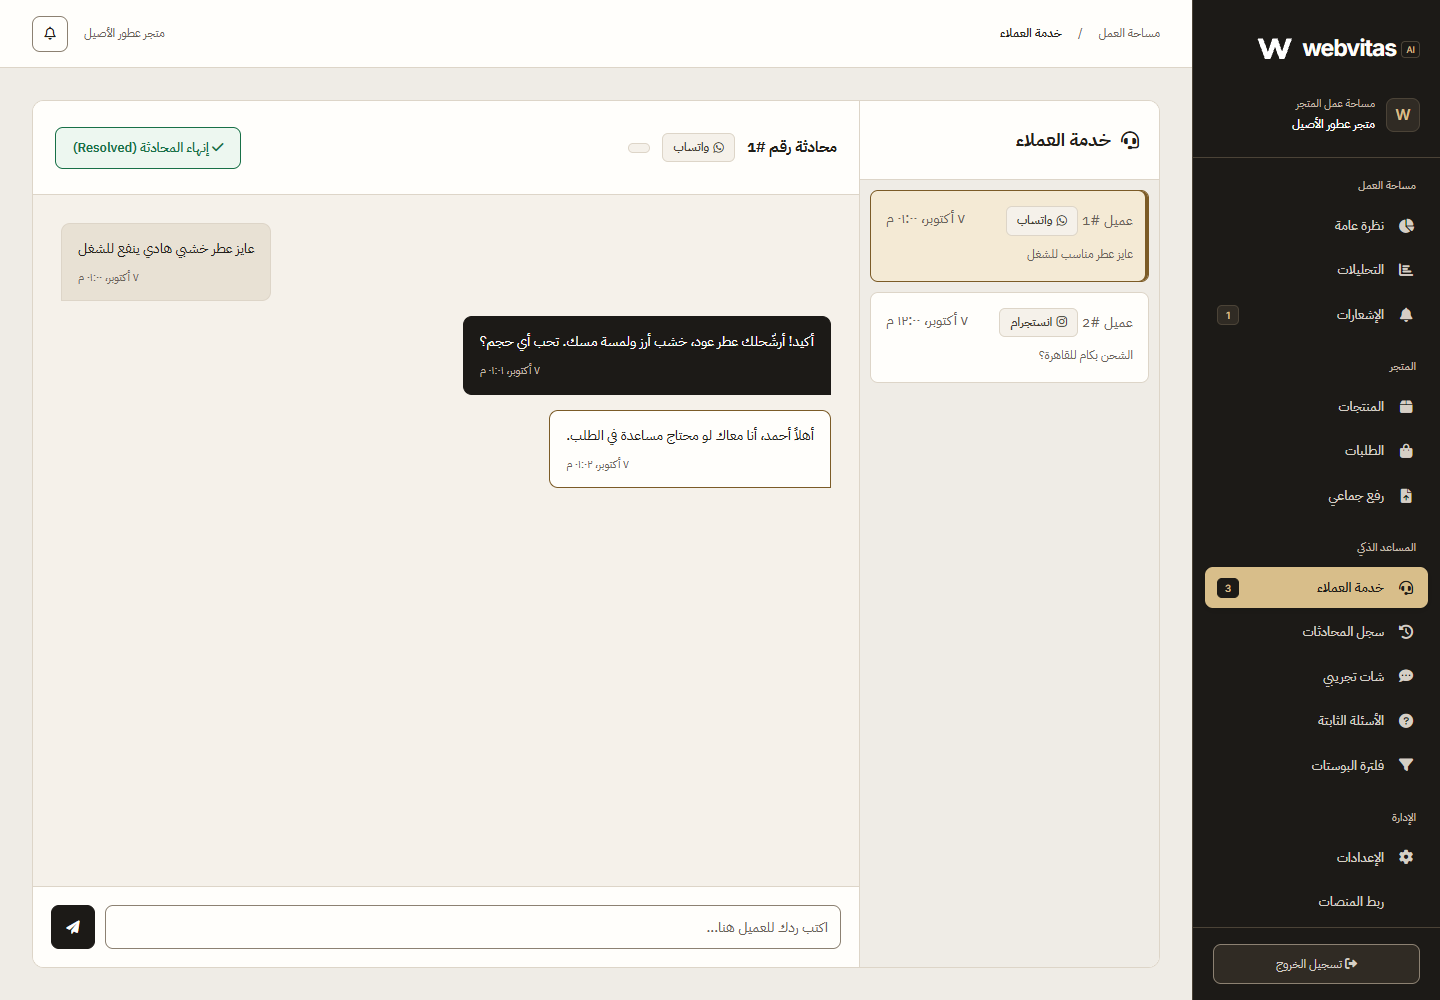 webvitas AI
W
مساحة عمل المتجر
متجر عطور الأصيل
مساحة العمل
نظرة عامة
التحليلات
الإشعارات 1
المتجر
المنتجات
الطلبات
رفع جماعي
المساعد الذكي
خدمة العملاء 3
سجل المحادثات
شات تجريبي
الأسئلة الثابتة
فلترة البوستات
الإدارة
الإعدادات
ربط المنصات
تسجيل الخروج
مساحة العمل / خدمة العملاء
متجر عطور الأصيل
خدمة العملاء
عميل #1 واتساب ٧ أكتوبر، ٠١:٠٠ م
عايز عطر مناسب للشغل
عميل #2 انستجرام ٧ أكتوبر، ١٢:٠٠ م
الشحن بكام للقاهرة؟
محادثة رقم #1 واتساب
إنهاء المحادثة (Resolved)
عايز عطر خشبي هادي ينفع للشغل
٧ أكتوبر، ٠١:٠٠ م
أكيد! أرشّحلك عطر عود، خشب أرز ولمسة مسك. تحب أي حجم؟
٧ أكتوبر، ٠١:٠١ م
أهلاً أحمد، أنا معاك لو محتاج مساعدة في الطلب.
٧ أكتوبر، ٠١:٠٢ م
اكتب ردك للعميل هنا...